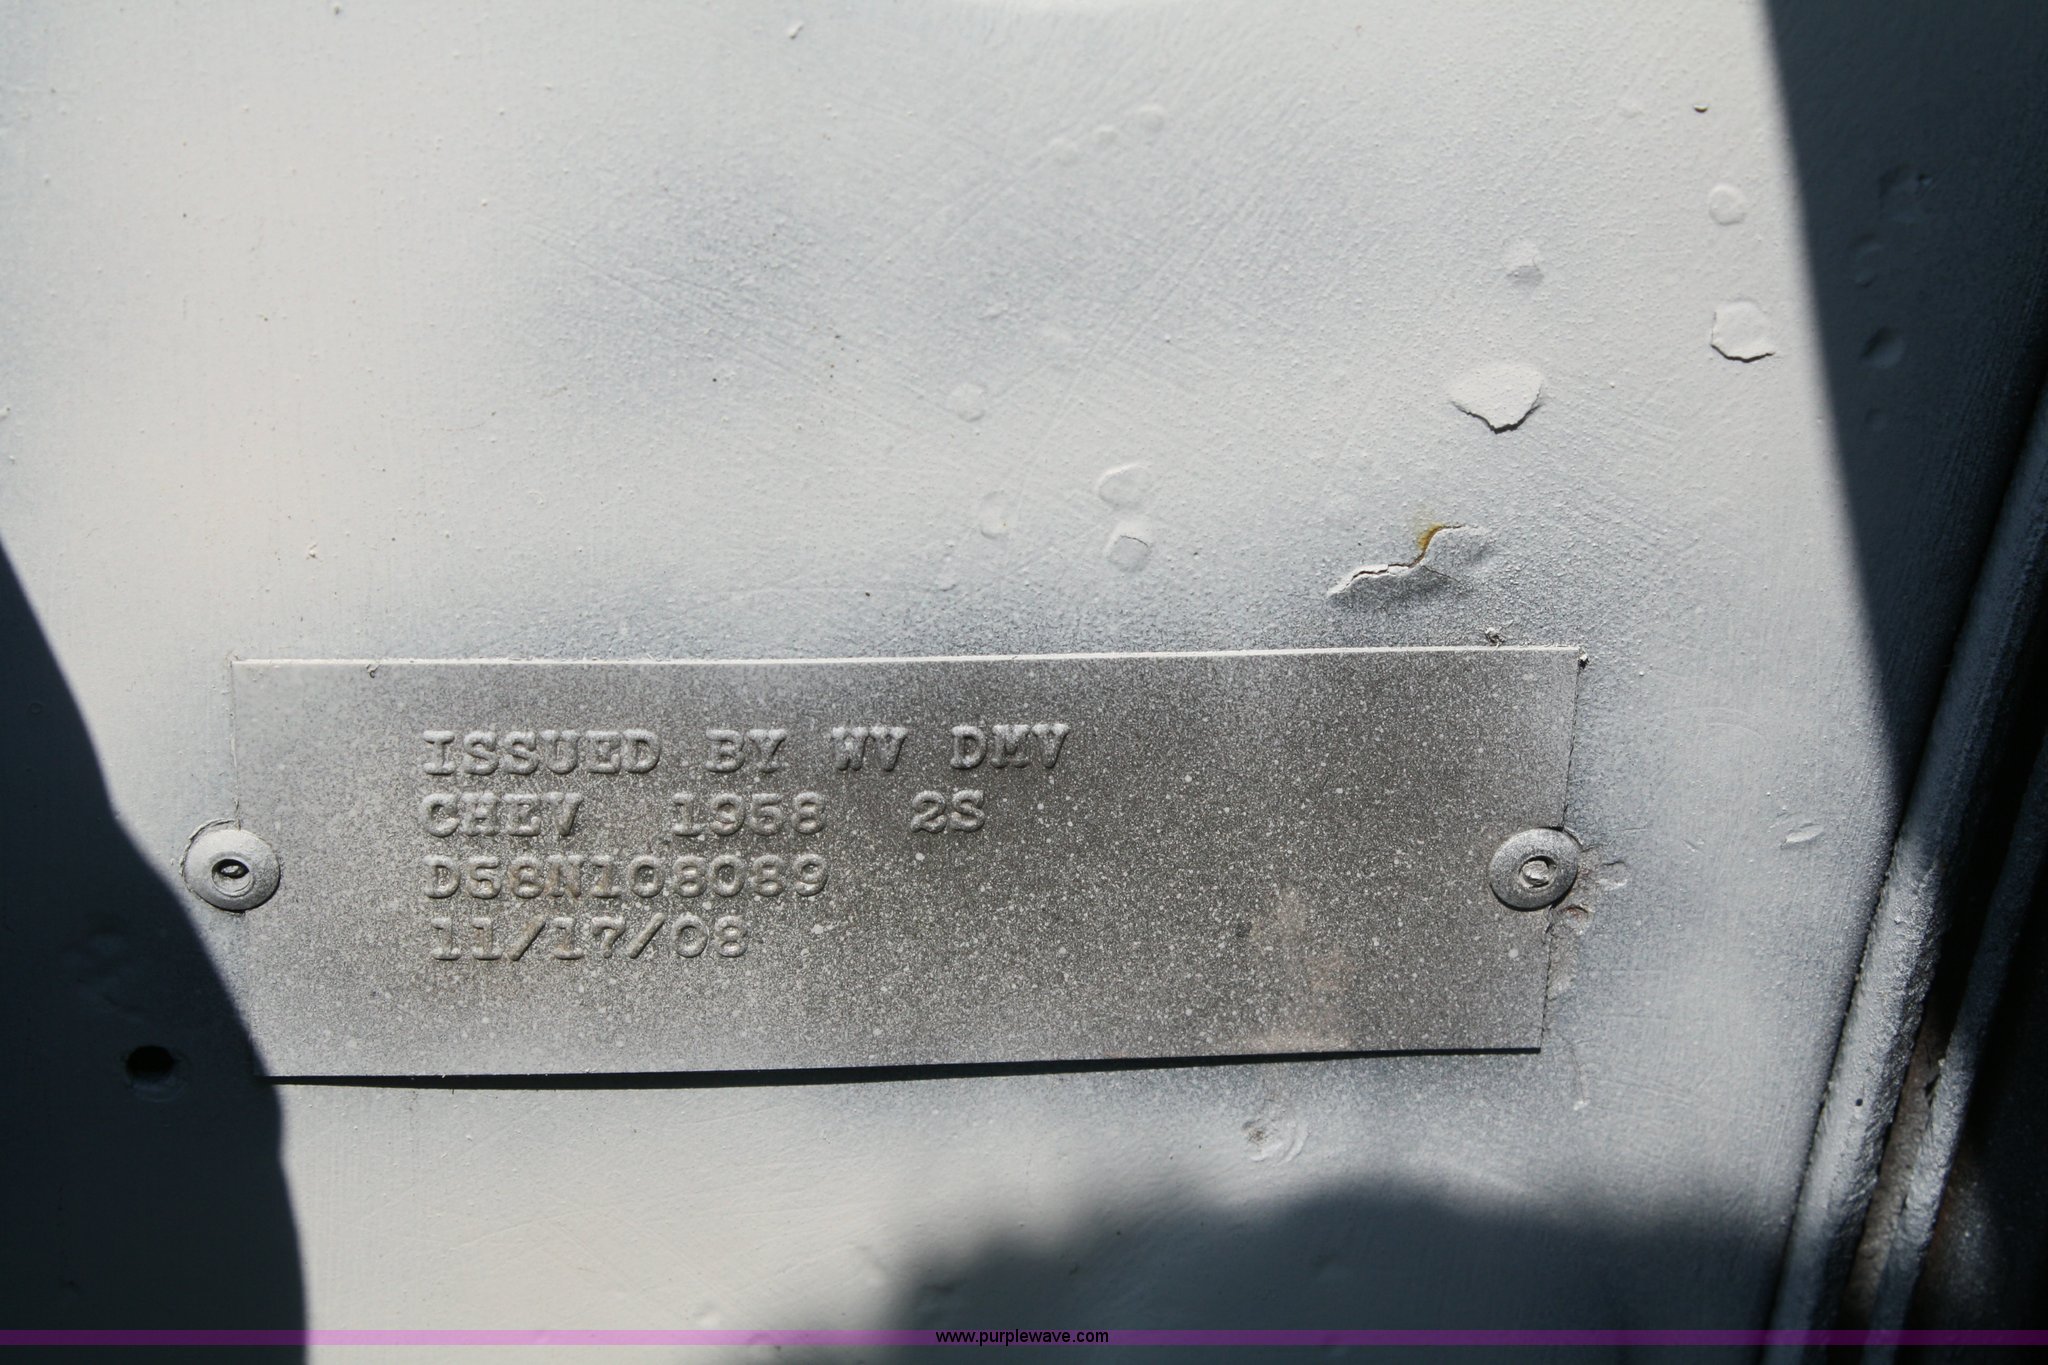 ISSUED BY WV DMV
CHEV 1958 2S
D58N108089
11/17/08
www.purplewave.com